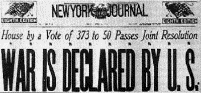 NEW YORK JOURNAL
EIGHTH EDITION EIGHTH EDITION
House by a Vote of 373 to 50 Passes Joint Resolution
WAR IS DECLARED BY U. S.